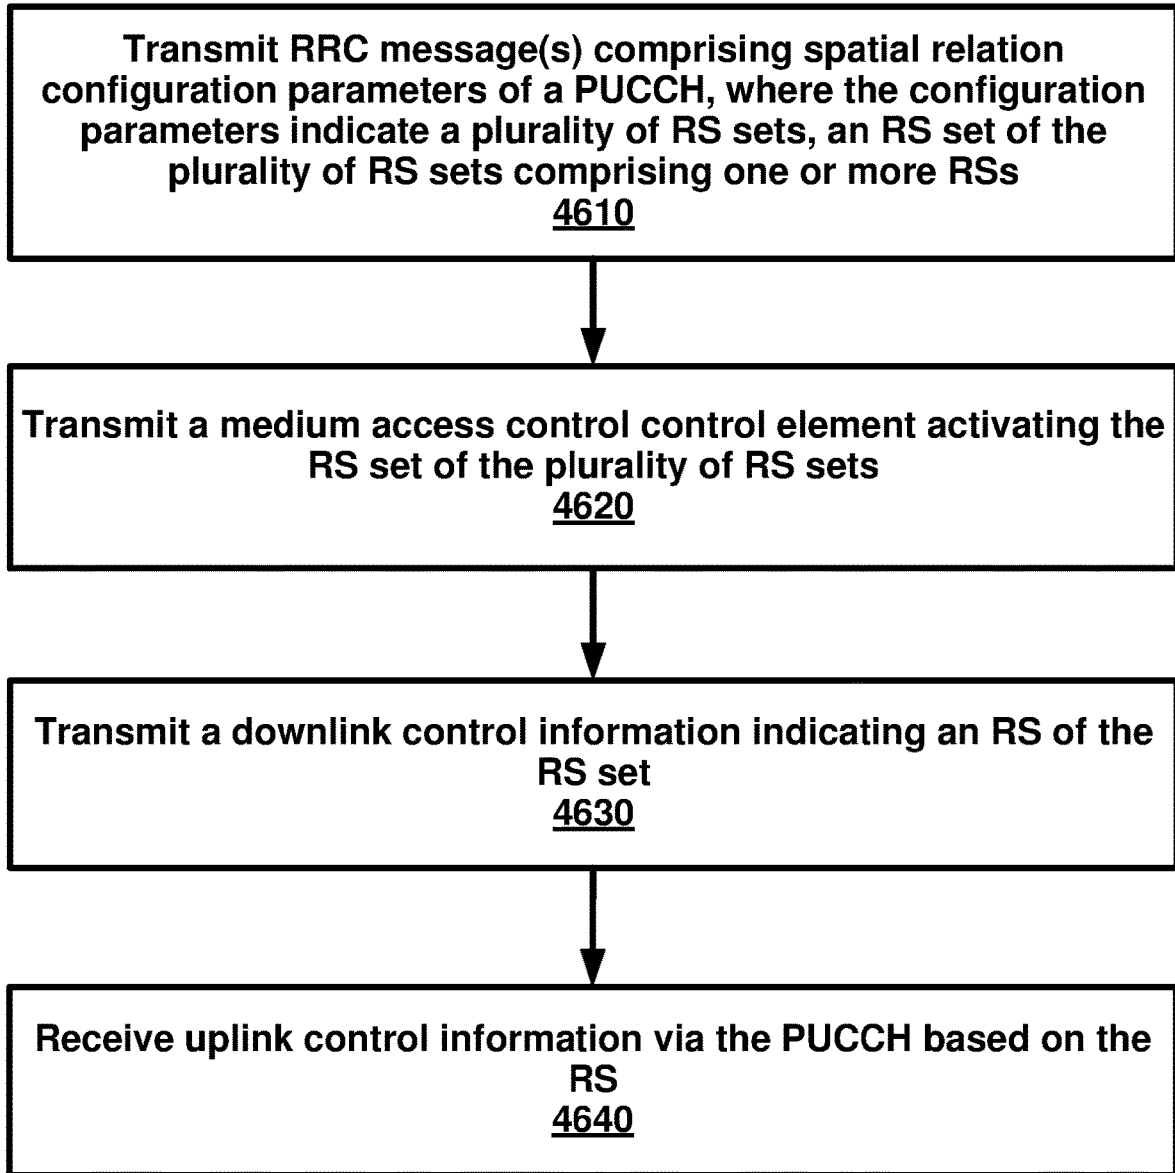 Transmit RRC message(s) comprising spatial relation
configuration parameters of a PUCCH, where the configuration
parameters indicate a plurality of RS sets, an RS set of the
plurality of RS sets comprising one or more RSs
4610
Transmit a medium access control control element activating the
RS set of the plurality of RS sets
4620
Transmit a downlink control information indicating an RS of the
RS set
4630
Receive uplink control information via the PUCCH based on the
RS
4640